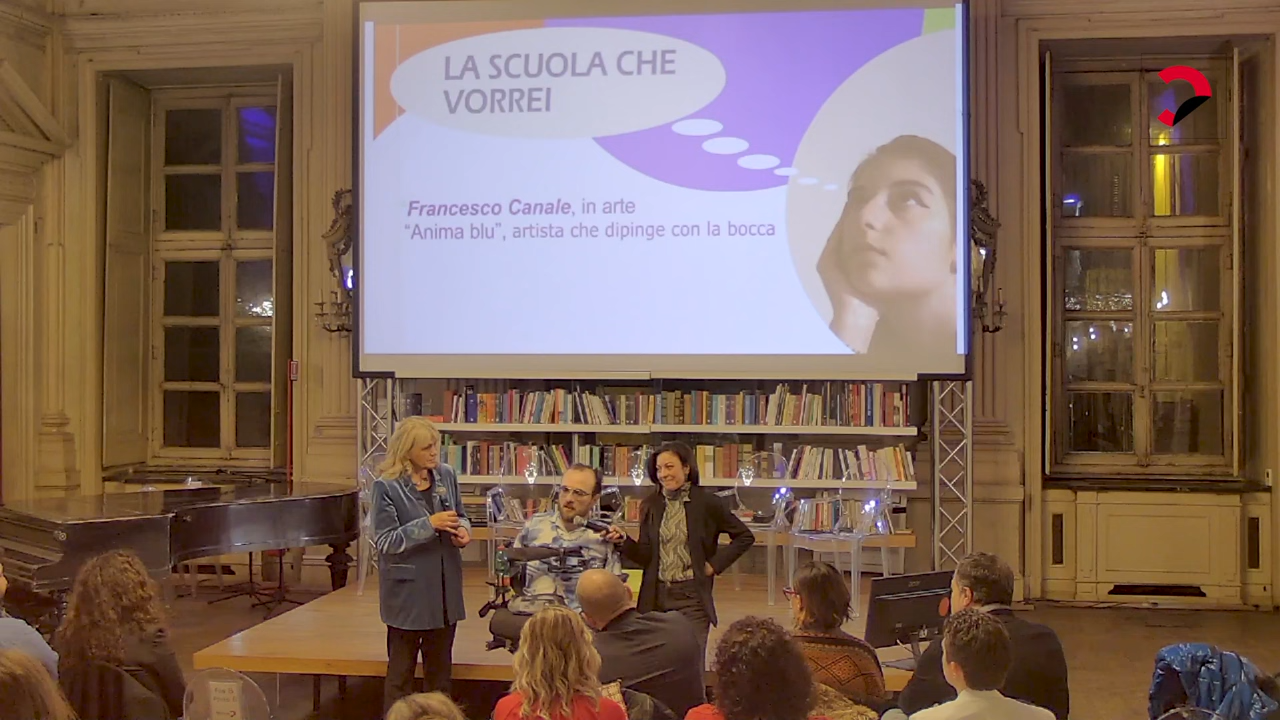 LA SCUOLA CHE
VORREI
Francesco Canale, in arte
“Anima blu”, artista che dipinge con la bocca